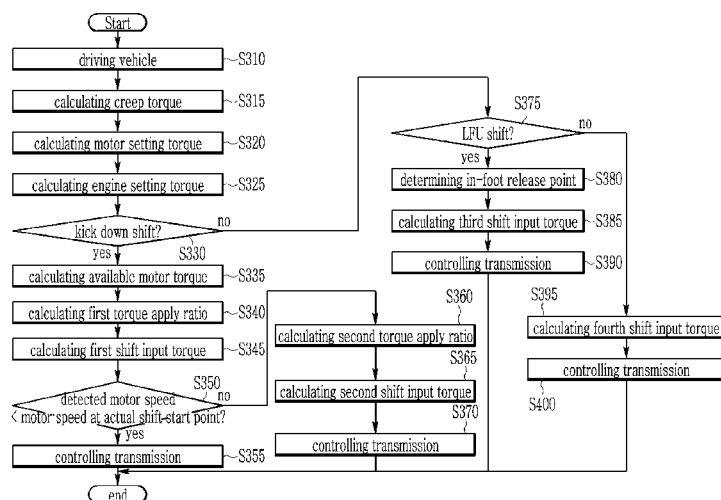 Start
driving vehicle
S310
calculating creep torque
S315
calculating motor setting torque
S320
calculating engine setting torque
S325
kick down shift?
no
S330
yes
calculating available motor torque
S335
calculating first torque apply ratio
S340
calculating first shift input torque
S345
detected motor speed
< motor speed at actual shift-start point?
S350
no
yes
controlling transmission
S355
end
S360
calculating second torque apply ratio
S365
calculating second shift input torque
S370
controlling transmission
S375
LFU shift?
no
yes
determining in-foot release point
S380
calculating third shift input torque
S385
controlling transmission
S390
S395
calculating fourth shift input torque
controlling transmission
S400